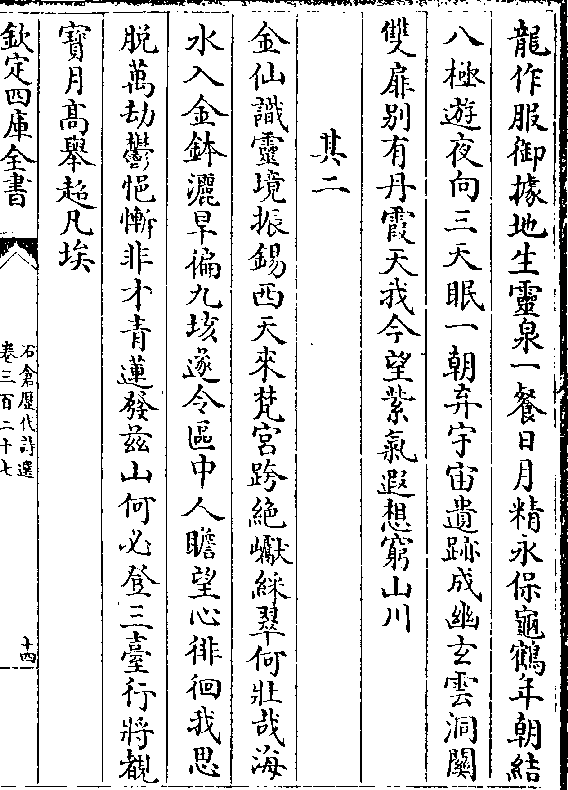 龍作服御據地生靈泉一餐日月精永保龜鶴年朝結
八極遊夜向三天眠一朝弃宇宙遺跡成幽玄雲洞關
雙扉别有丹霞天我今望紫氣遐想窮山川
其二
金仙識靈境振錫西天來梵宫跨絶巘綵翠何壯哉海
水入金鉢灑旱徧九垓遂令區中人瞻望心徘徊我思
脱萬劫鬱悒慚非才青蓮發兹山何必登三臺行將覩
寶月髙舉超凡埃
欽定四庫全書
石倉歴代詩選
卷三百二十七
十四